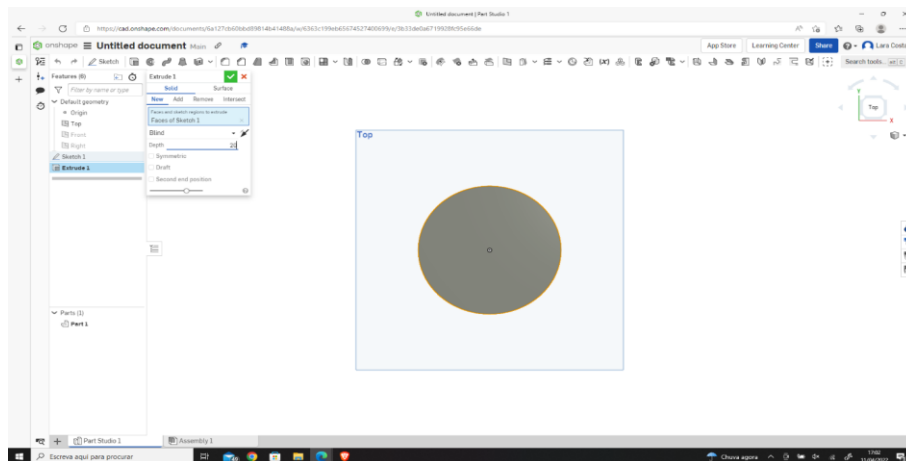 Untitled document | Part Studio 1
onshape Untitled document Main
App Store Learning Center Share Lara Costa
Sketch
Search tools...
Features (6)
Filter by name or type
Default geometry
Origin
Top
Front
Right
Sketch 1
Extrude 1
Extrude 1
Solid Surface
New Add Remove Intersect
Faces and sketch regions to extrude
Faces of Sketch 1
Blind
Depth 20
Symmetric
Draft
Second end position
Top
Top
Parts (1)
Part 1
Part Studio 1 Assembly 1
Escreva aqui para procurar
Chuva agora